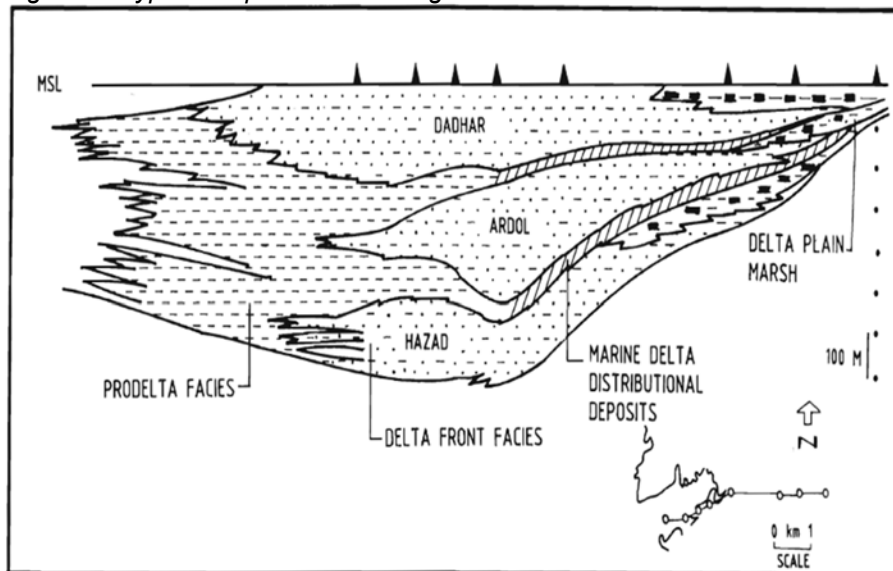 MSL
DADHAR
ARDOL
DELTA PLAIN
MARSH
HAZAD
100 M
PRODELTA FACIES
MARINE DELTA
DISTRIBUTIONAL
DEPOSITS
DELTA FRONT FACIES
N
0 km 1
SCALE